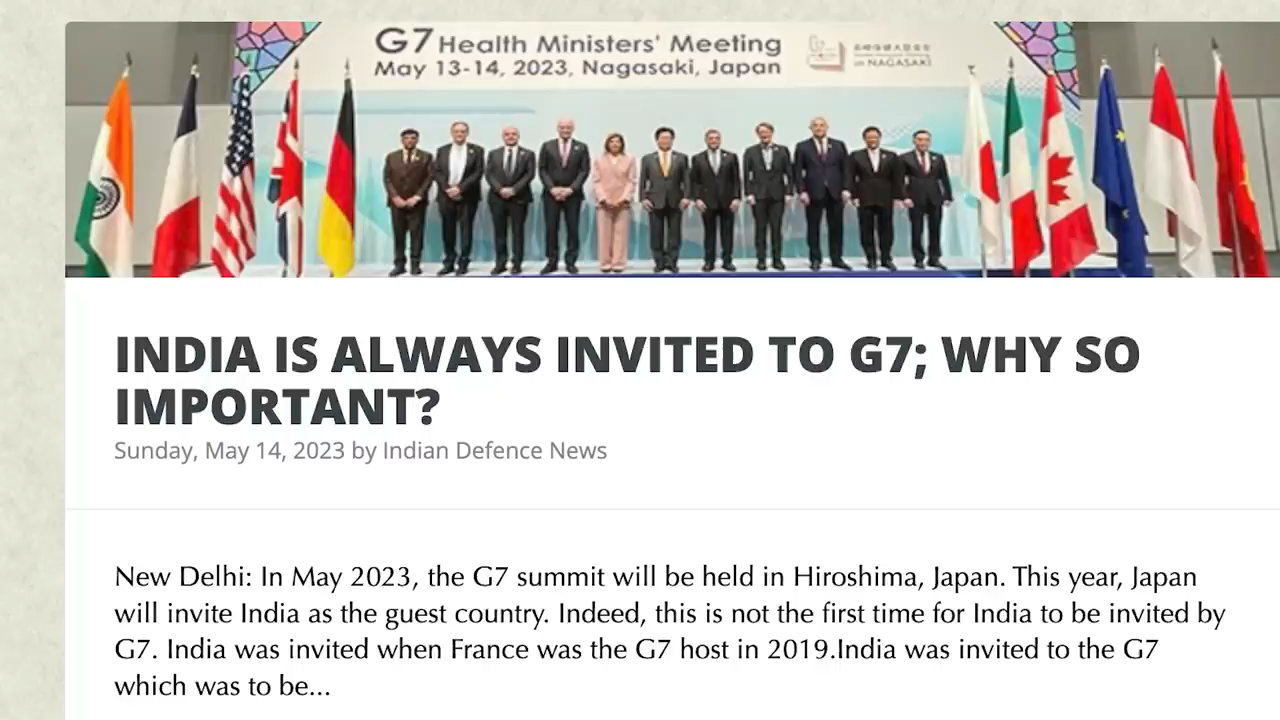 G7 Health Ministers' Meeting
May 13-14, 2023, Nagasaki, Japan
in NAGASAKI
INDIA IS ALWAYS INVITED TO G7; WHY SO
IMPORTANT?
Sunday, May 14, 2023 by Indian Defence News
New Delhi: In May 2023, the G7 summit will be held in Hiroshima, Japan. This year, Japan
will invite India as the guest country. Indeed, this is not the first time for India to be invited by
G7. India was invited when France was the G7 host in 2019.India was invited to the G7
which was to be...